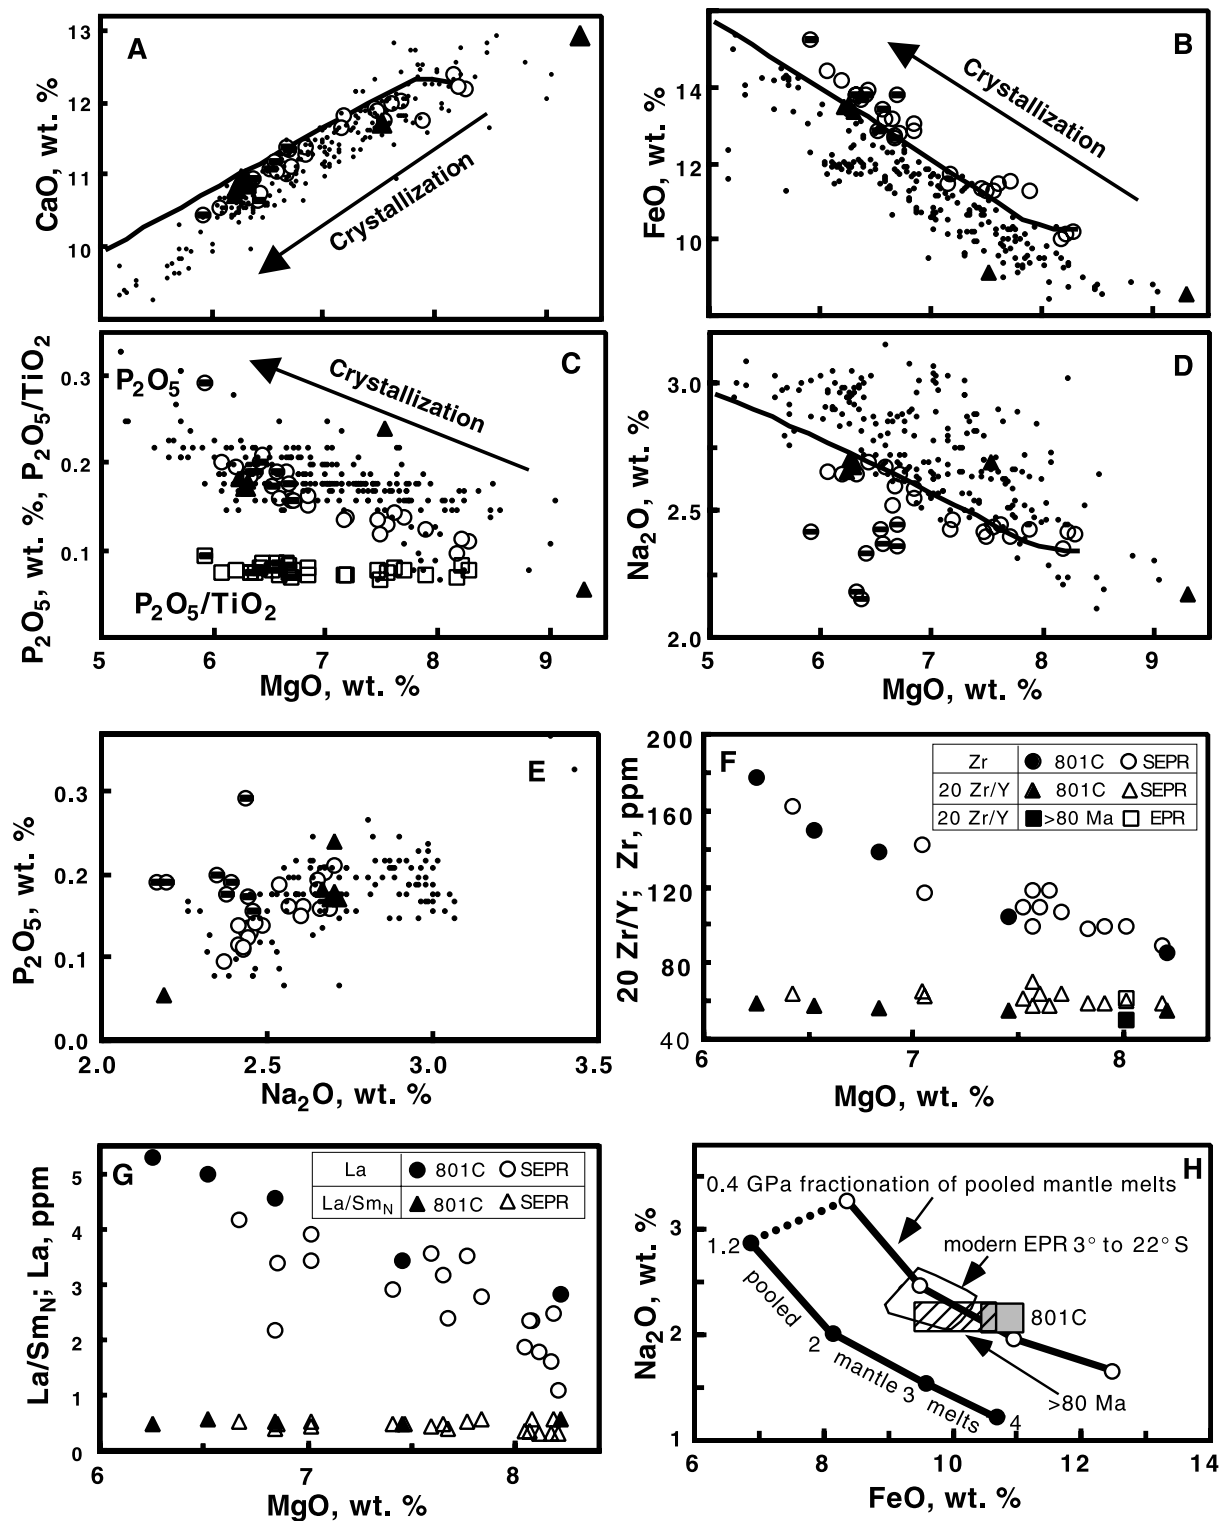 A
CaO, wt. %
13
12
11
10
Crystallization
B
FeO, wt. %
14
12
10
Crystallization
C
P₂O₅, wt. %, P₂O₅/TiO₂
0.3
0.2
0.1
P₂O₅
Crystallization
P₂O₅/TiO₂
5 6 7 8 9
MgO, wt. %
D
Na₂O, wt. %
3.0
2.5
2.0
5 6 7 8 9
MgO, wt. %
E
P₂O₅, wt. %
0.3
0.2
0.1
0.0
2.0 2.5 3.0 3.5
Na₂O, wt. %
F
20 Zr/Y; Zr, ppm
200
160
120
80
40
Zr 801C SEPR
20 Zr/Y 801C SEPR
20 Zr/Y >80 Ma EPR
6 7 8
MgO, wt. %
G
La/Smₙ; La, ppm
5
4
3
2
1
0
La 801C SEPR
La/Smₙ 801C SEPR
6 7 8
MgO, wt. %
H
Na₂O, wt. %
4
3
2
1
0.4 GPa fractionation of pooled mantle melts
modern EPR 3° to 22° S
1.2
801C
pooled 2 mantle 3 melts 4
>80 Ma
6 8 10 12 14
FeO, wt. %